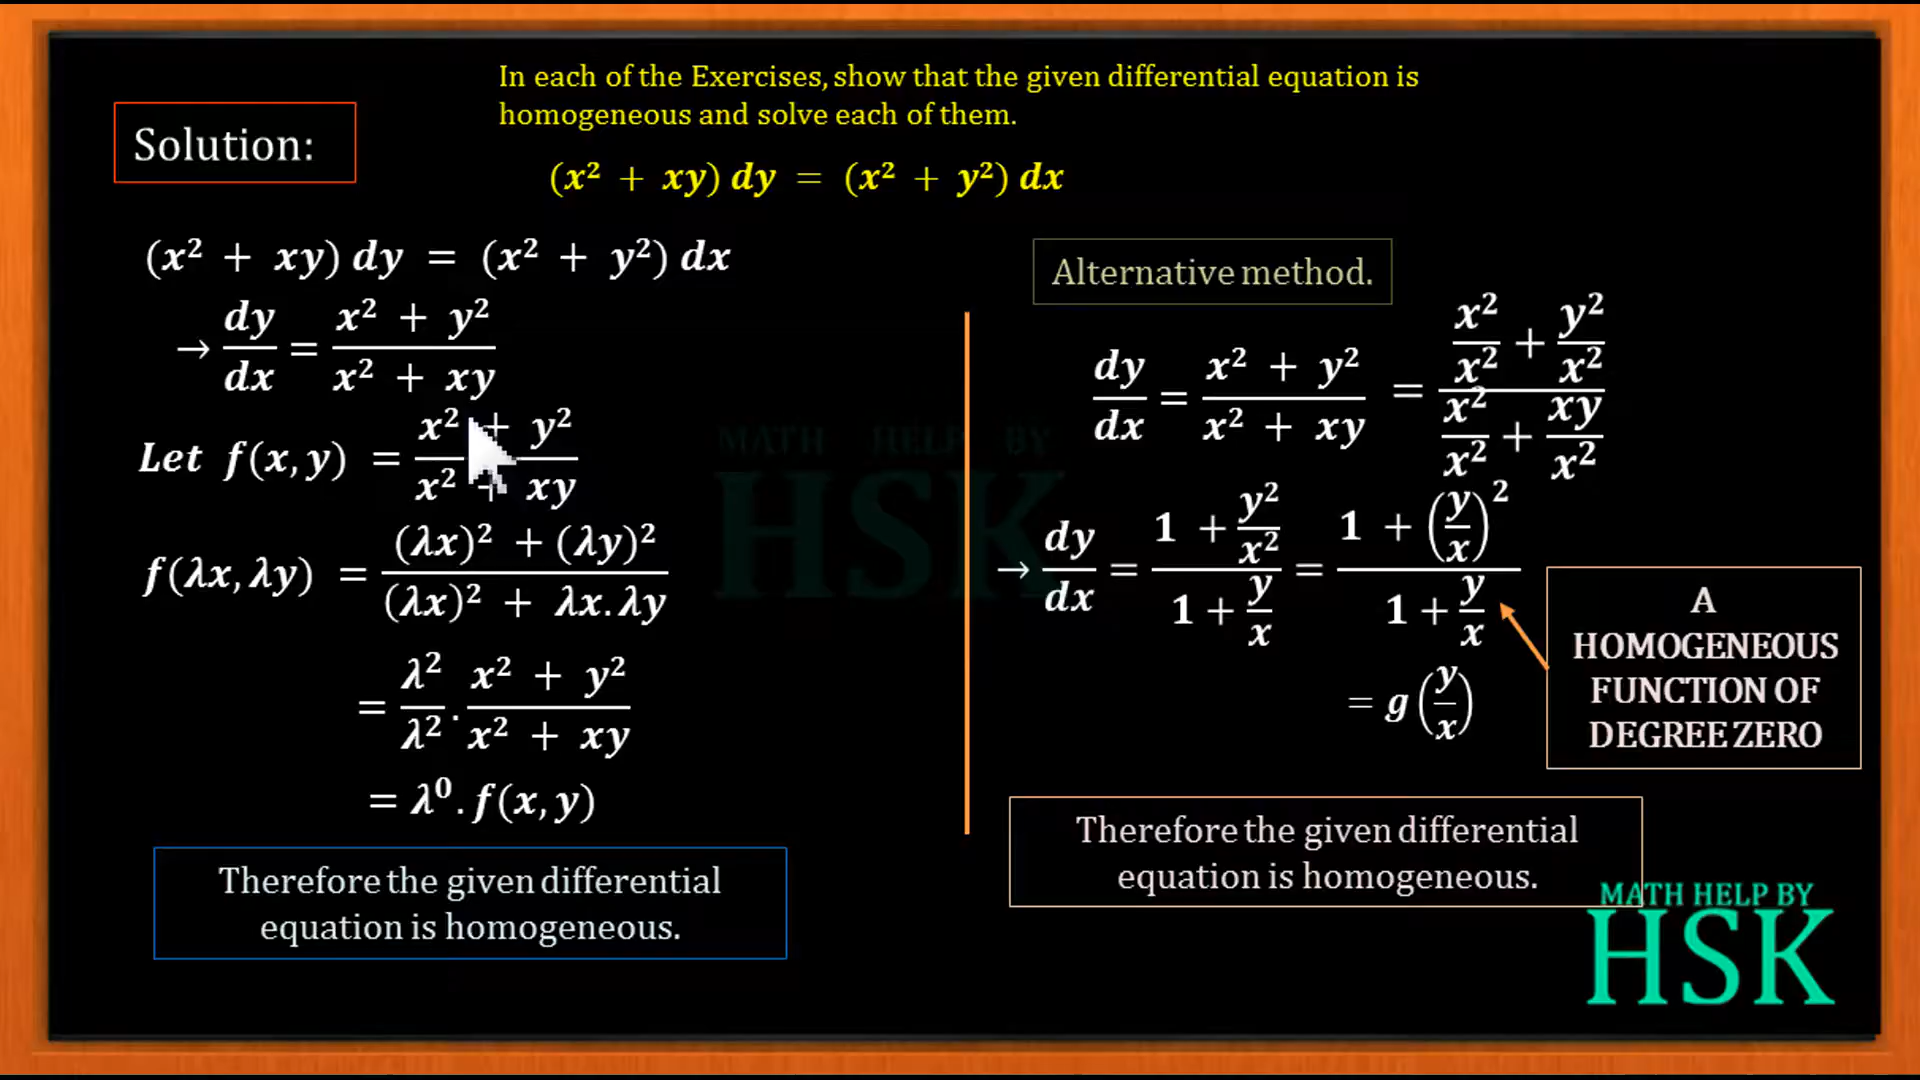 In each of the Exercises, show that the given differential equation is
homogeneous and solve each of them.
(x² + xy) dy = (x² + y²) dx
Solution:
(x² + xy) dy = (x² + y²) dx
→ dy/dx = (x² + y²)/(x² + xy)
Let f(x, y) = (x² + y²)/(x² + xy)
f(λx, λy) = ((λx)² + (λy)²)/((λx)² + λx.λy)
= λ²/λ² . (x² + y²)/(x² + xy)
= λ⁰. f(x, y)
Therefore the given differential
equation is homogeneous.
Alternative method.
dy/dx = (x² + y²)/(x² + xy) = (x²/x² + y²/x²)/(x²/x² + xy/x²)
→ dy/dx = (1 + y²/x²)/(1 + y/x) = (1 + (y/x)²)/(1 + y/x)
= g(y/x)
A
HOMOGENEOUS
FUNCTION OF
DEGREE ZERO
Therefore the given differential
equation is homogeneous.
MATH HELP BY
HSK
MATH HELP BY
HSK